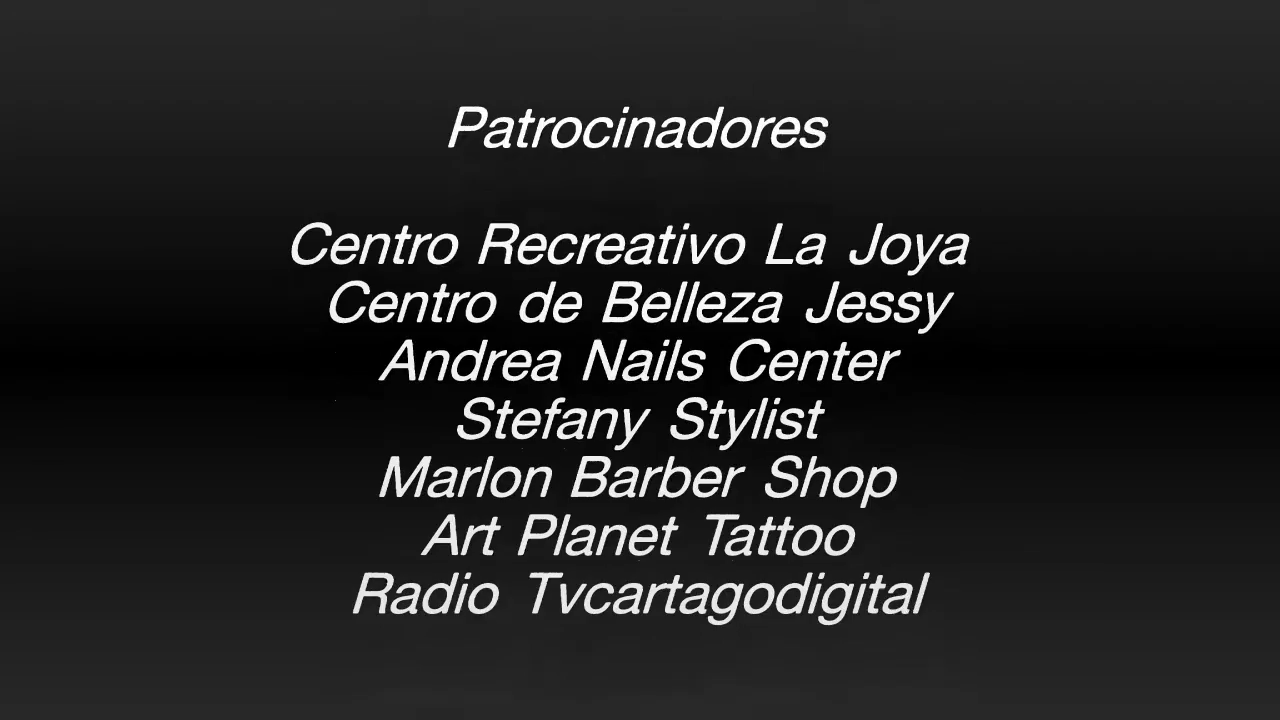 Patrocinadores
Centro Recreativo La Joya
Centro de Belleza Jessy
Andrea Nails Center
Stefany Stylist
Marlon Barber Shop
Art Planet Tattoo
Radio Tvcartagodigital